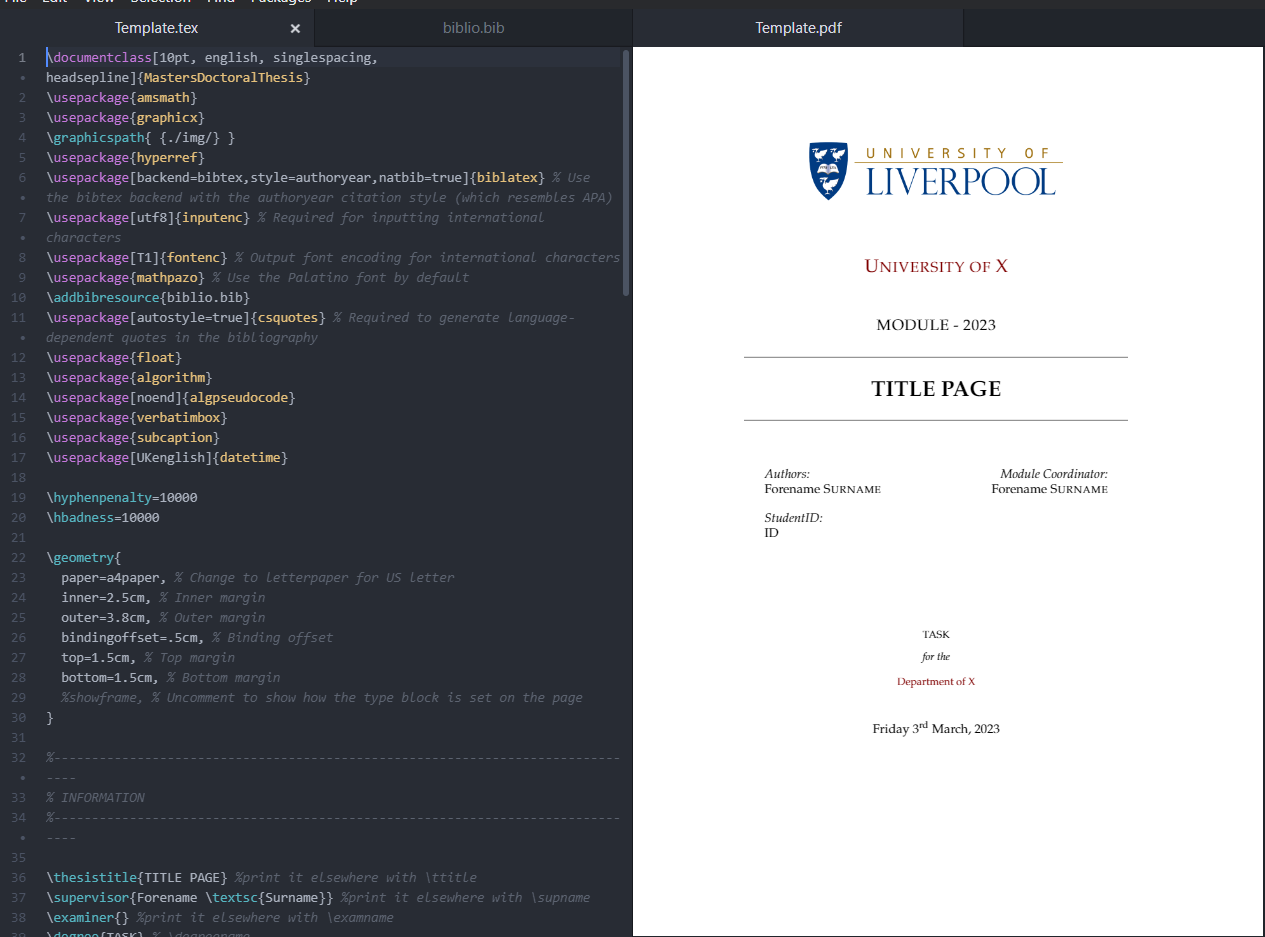 File Edit View Selection Find Packages Help
Template.tex ×
biblio.bib
Template.pdf
1 \documentclass[10pt, english, singlespacing,
• headsepline]{MastersDoctoralThesis}
2 \usepackage{amsmath}
3 \usepackage{graphicx}
4 \graphicspath{ {./img/} }
5 \usepackage{hyperref}
6 \usepackage[backend=bibtex,style=authoryear,natbib=true]{biblatex} % Use
• the bibtex backend with the authoryear citation style (which resembles APA)
7 \usepackage[utf8]{inputenc} % Required for inputting international
• characters
8 \usepackage[T1]{fontenc} % Output font encoding for international characters
9 \usepackage{mathpazo} % Use the Palatino font by default
10 \addbibresource{biblio.bib}
11 \usepackage[autostyle=true]{csquotes} % Required to generate language-
• dependent quotes in the bibliography
12 \usepackage{float}
13 \usepackage{algorithm}
14 \usepackage[noend]{algpseudocode}
15 \usepackage{verbatimbox}
16 \usepackage{subcaption}
17 \usepackage[UKenglish]{datetime}
18
19 \hyphenpenalty=10000
20 \hbadness=10000
21
22 \geometry{
23 paper=a4paper, % Change to letterpaper for US letter
24 inner=2.5cm, % Inner margin
25 outer=3.8cm, % Outer margin
26 bindingoffset=.5cm, % Binding offset
27 top=1.5cm, % Top margin
28 bottom=1.5cm, % Bottom margin
29 %showframe, % Uncomment to show how the type block is set on the page
30 }
31
32 %---------------------------------------------------------------------------
• ----
33 % INFORMATION
34 %---------------------------------------------------------------------------
• ----
35
36 \thesistitle{TITLE PAGE} %print it elsewhere with \ttitle
37 \supervisor{Forename \textsc{Surname}} %print it elsewhere with \supname
38 \examiner{} %print it elsewhere with \examname
39 \degree{TASK} % \degreename
UNIVERSITY OF
LIVERPOOL
UNIVERSITY OF X
MODULE - 2023
TITLE PAGE
Authors:
Forename SURNAME
Module Coordinator:
Forename SURNAME
StudentID:
ID
TASK
for the
Department of X
Friday 3rd March, 2023